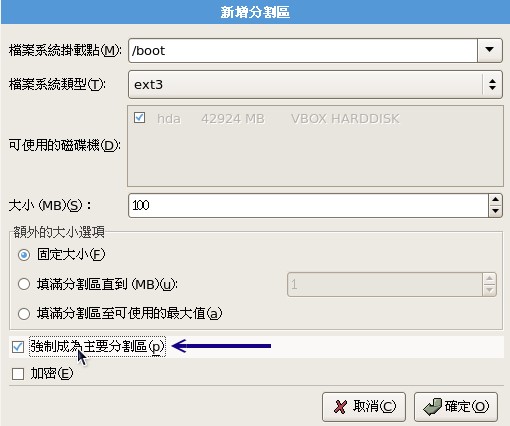 新增分割區
檔案系統掛載點(M): /boot
檔案系統類型(T): ext3
可使用的磁碟機(D): hda 42924 MB VBOX HARDDISK
大小 (MB)(S)： 100
額外的大小選項
固定大小(F)
填滿分割區直到 (MB)(u): 1
填滿分割區至可使用的最大值(a)
強制成為主要分割區(p)
加密(E)
取消(C) 確定(O)